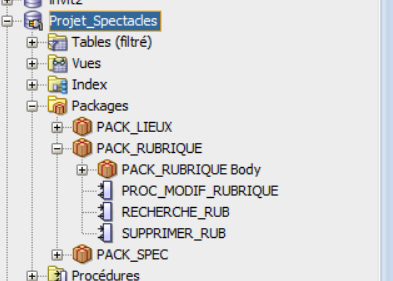 invit2
Projet_Spectacles
Tables (filtré)
Vues
Index
Packages
PACK_LIEUX
PACK_RUBRIQUE
PACK_RUBRIQUE Body
PROC_MODIF_RUBRIQUE
RECHERCHE_RUB
SUPPRIMER_RUB
PACK_SPEC
Procédures